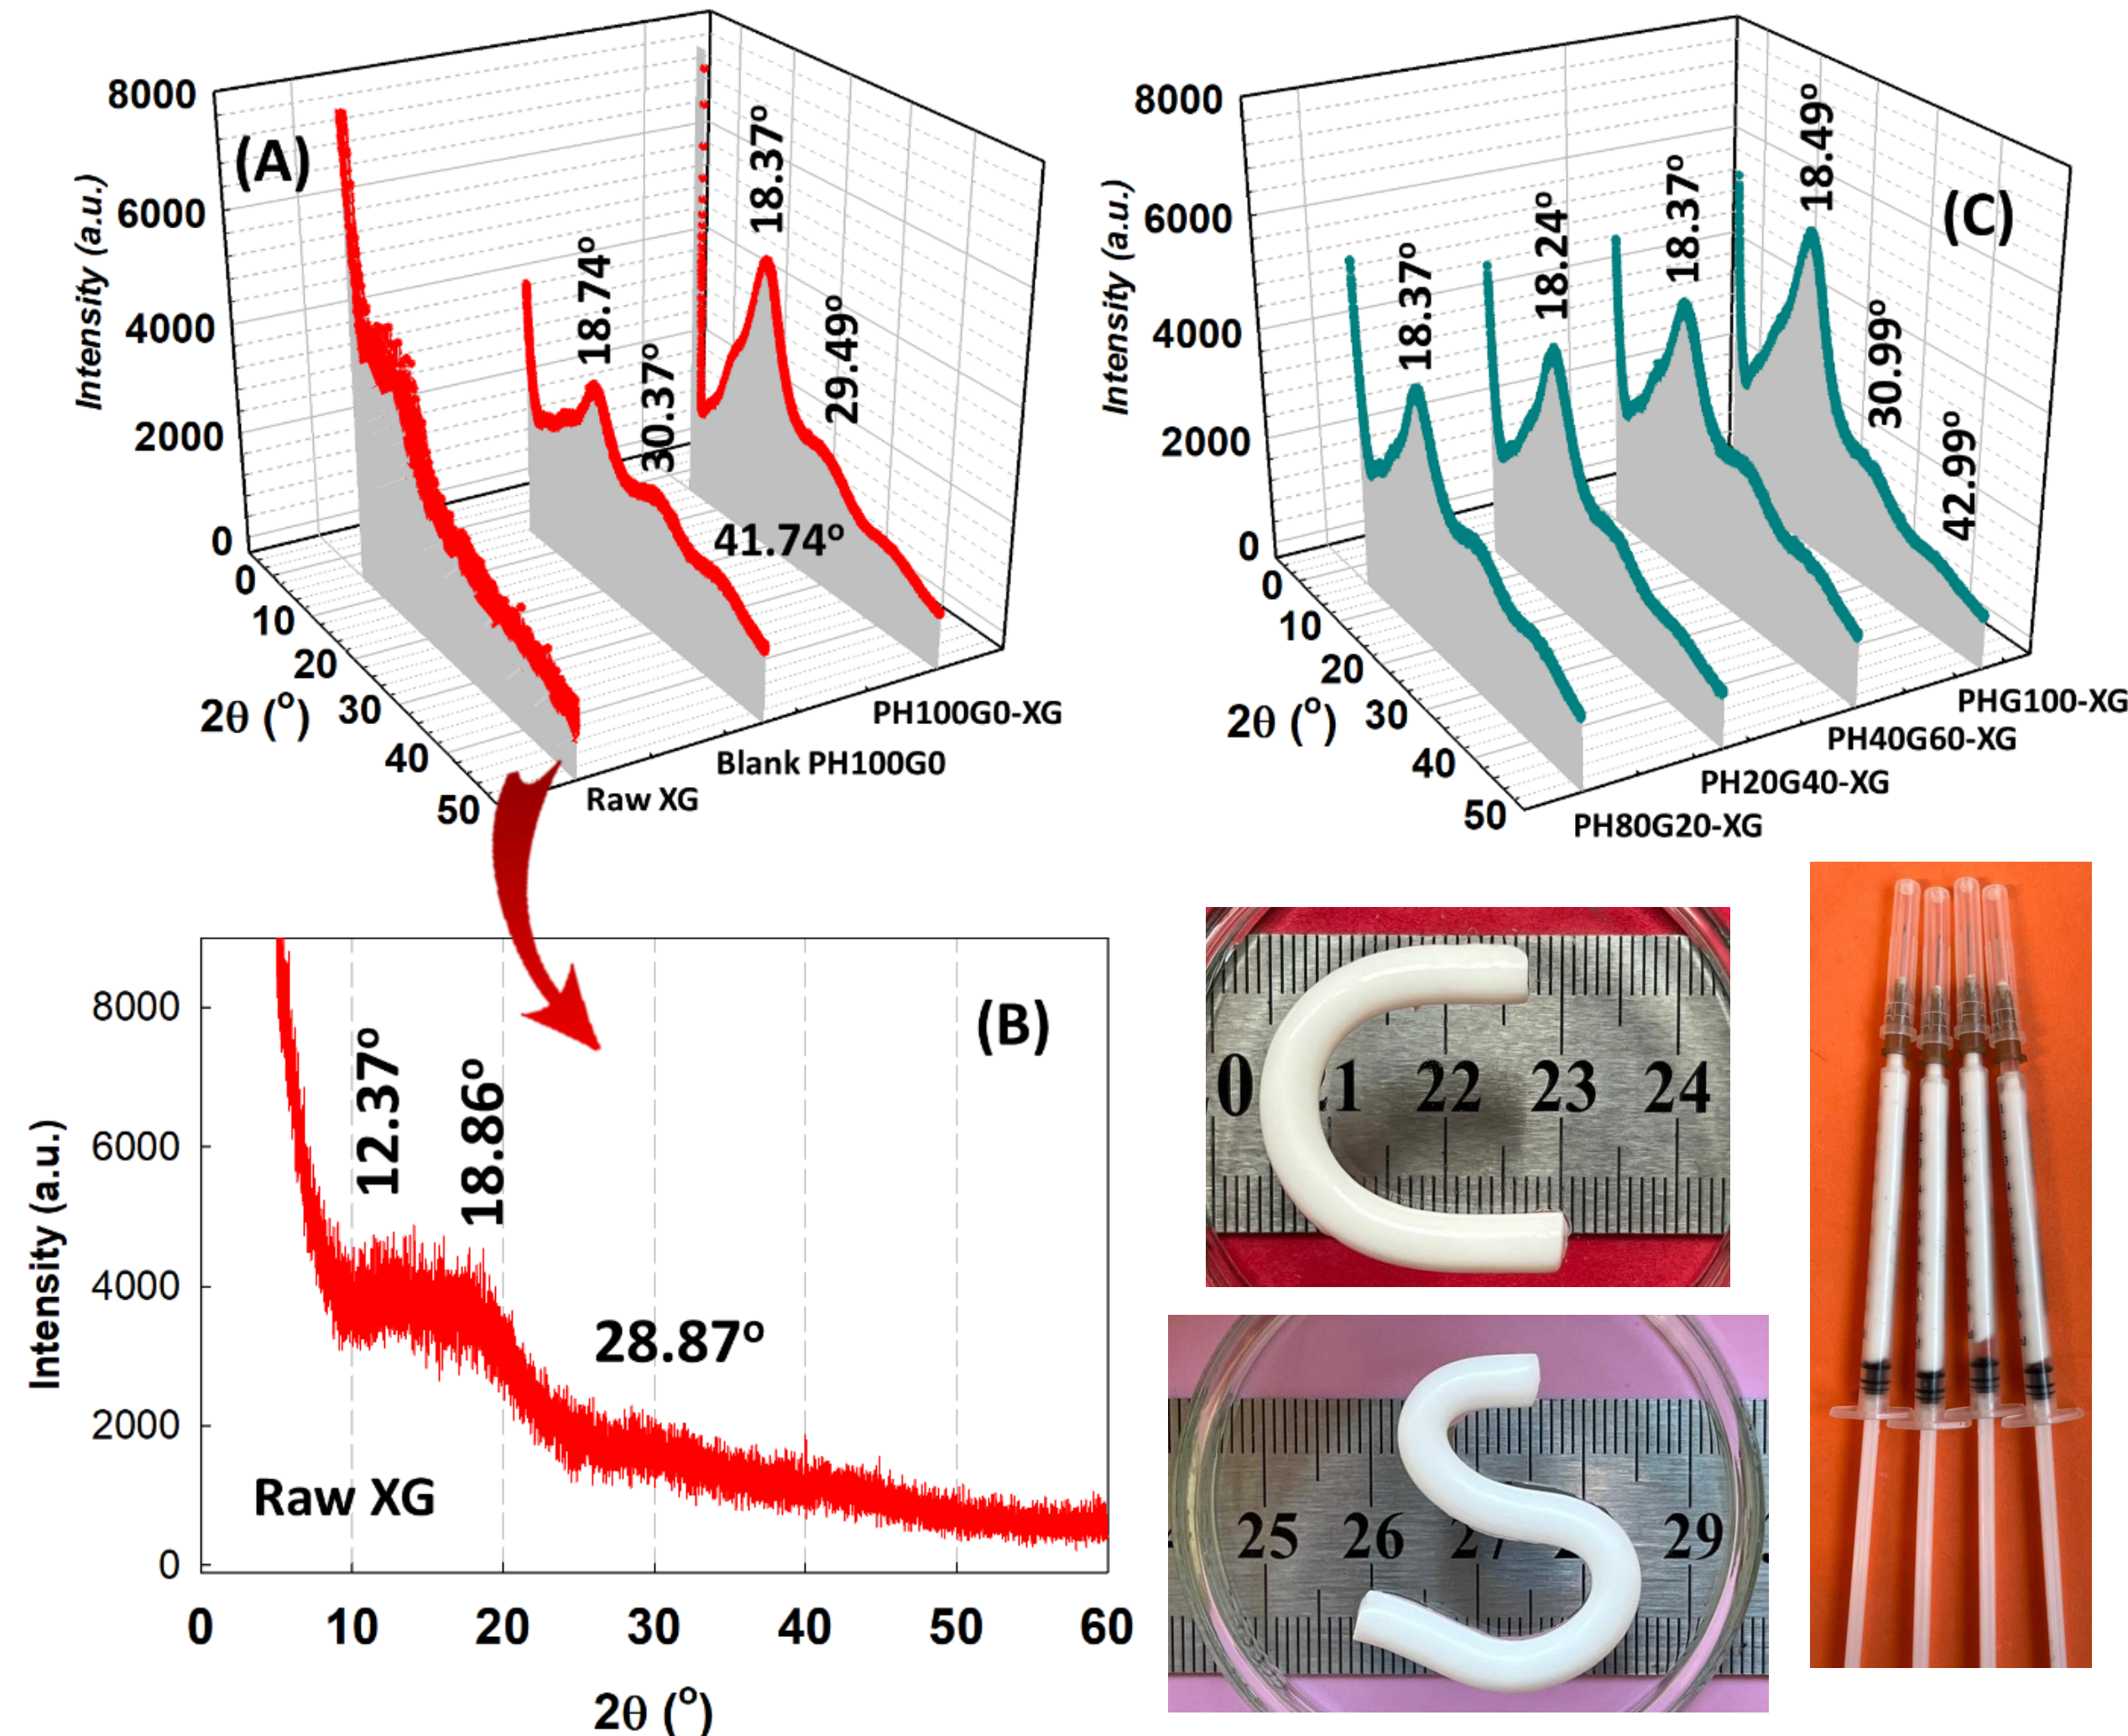 (A)
8000
6000
4000
2000
0
Intensity (a.u.)
0
10
20
30
40
50
2θ (°)
18.74°
30.37°
41.74°
18.37°
29.49°
Raw XG
Blank PH100G0
PH100G0-XG
(C)
8000
6000
4000
2000
0
Intensity (a.u.)
0
10
20
30
40
50
2θ (°)
18.37°
18.24°
18.37°
18.49°
30.99°
42.99°
PH80G20-XG
PH20G40-XG
PH40G60-XG
PHG100-XG
(B)
8000
6000
4000
2000
0
Intensity (a.u.)
12.37°
18.86°
28.87°
Raw XG
0 10 20 30 40 50 60
2θ (°)
0 21 22 23 24
25 26 27 29